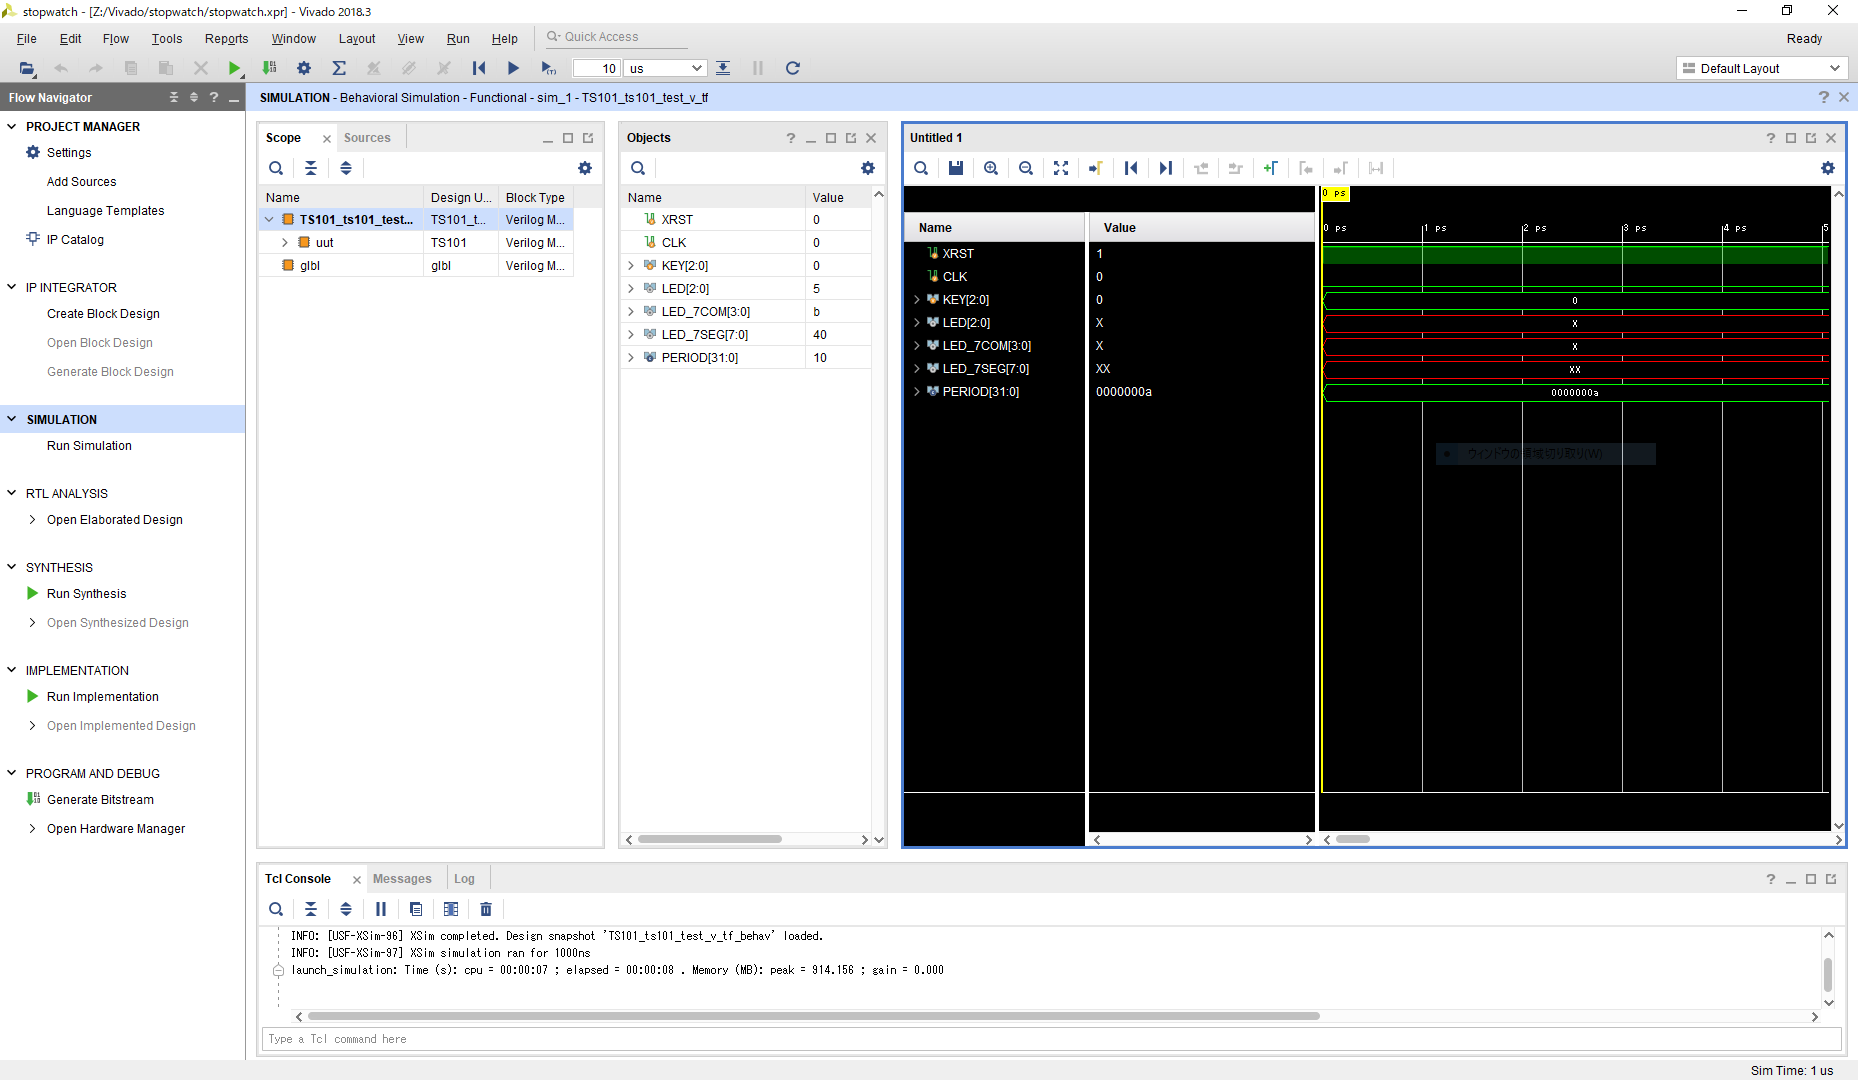 stopwatch - [Z:/Vivado/stopwatch/stopwatch.xpr] - Vivado 2018.3
File Edit Flow Tools Reports Window Layout View Run Help Quick Access
Ready
10 us
Default Layout
Flow Navigator
SIMULATION - Behavioral Simulation - Functional - sim_1 - TS101_ts101_test_v_tf
PROJECT MANAGER
Settings
Add Sources
Language Templates
IP Catalog
IP INTEGRATOR
Create Block Design
Open Block Design
Generate Block Design
SIMULATION
Run Simulation
RTL ANALYSIS
Open Elaborated Design
SYNTHESIS
Run Synthesis
Open Synthesized Design
IMPLEMENTATION
Run Implementation
Open Implemented Design
PROGRAM AND DEBUG
Generate Bitstream
Open Hardware Manager
Scope Sources
Name Design U... Block Type
TS101_ts101_test... TS101_t... Verilog M...
uut TS101 Verilog M...
glbl glbl Verilog M...
Objects
Name Value
XRST 0
CLK 0
KEY[2:0] 0
LED[2:0] 5
LED_7COM[3:0] b
LED_7SEG[7:0] 40
PERIOD[31:0] 10
Untitled 1
0 ps
Name Value 0 ps 1 ps 2 ps 3 ps 4 ps 5
XRST 1
CLK 0
KEY[2:0] 0 0
LED[2:0] X X
LED_7COM[3:0] X X
LED_7SEG[7:0] XX XX
PERIOD[31:0] 0000000a 0000000a
ウィンドウの領域切り取り(W)
Tcl Console Messages Log
INFO: [USF-XSim-96] XSim completed. Design snapshot 'TS101_ts101_test_v_tf_behav' loaded.
INFO: [USF-XSim-97] XSim simulation ran for 1000ns
launch_simulation: Time (s): cpu = 00:00:07 ; elapsed = 00:00:08 . Memory (MB): peak = 914.156 ; gain = 0.000
Type a Tcl command here
Sim Time: 1 us